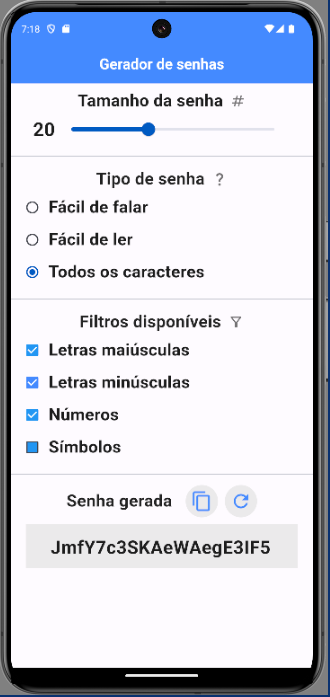 7:18
Gerador de senhas
Tamanho da senha #
20
Tipo de senha ?
Fácil de falar
Fácil de ler
Todos os caracteres
Filtros disponíveis
Letras maiúsculas
Letras minúsculas
Números
Símbolos
Senha gerada
JmfY7c3SKAeWAegE3IF5